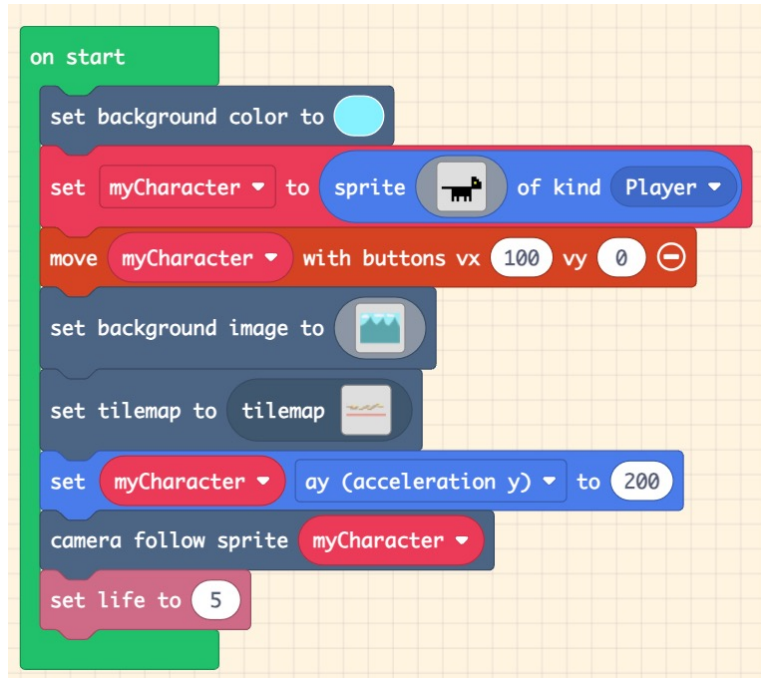 on start
set background color to
set myCharacter to sprite of kind Player
move myCharacter with buttons vx 100 vy 0
set background image to
set tilemap to tilemap
set myCharacter ay (acceleration y) to 200
camera follow sprite myCharacter
set life to 5